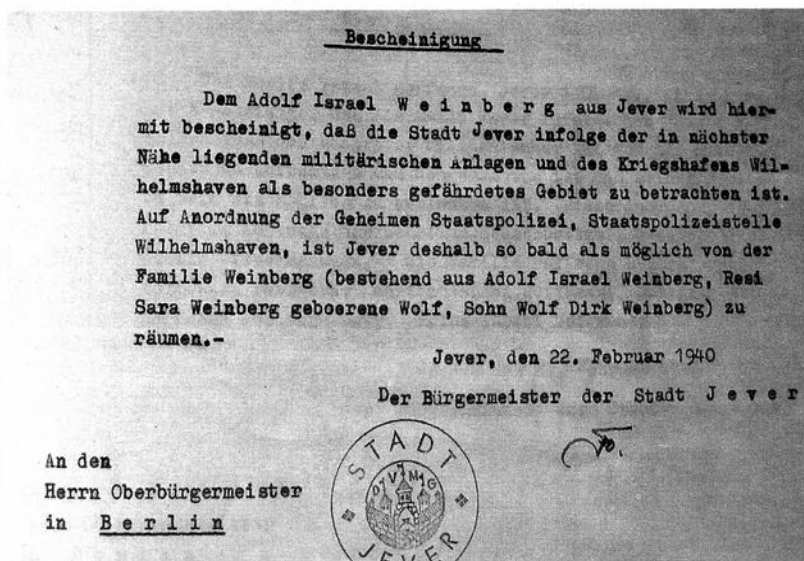 Bescheinigung
Dem Adolf Israel W e i n b e r g aus Jever wird hier-
mit bescheinigt, daß die Stadt Jever infolge der in nächster
Nähe liegenden militärischen Anlagen und des Kriegshafens Wil-
helmshaven als besonders gefährdetes Gebiet zu betrachten ist.
Auf Anordnung der Geheimen Staatspolizei, Staatspolizeistelle
Wilhelmshaven, ist Jever deshalb so bald als möglich von der
Familie Weinberg (bestehend aus Adolf Israel Weinberg, Resi
Sara Weinberg geboerene Wolf, Sohn Wolf Dirk Weinberg) zu
räumen.-
Jever, den 22. Februar 1940
Der Bürgermeister der Stadt J e v e r
An den
Herrn Oberbürgermeister
in B e r l i n
STADT
JEVER